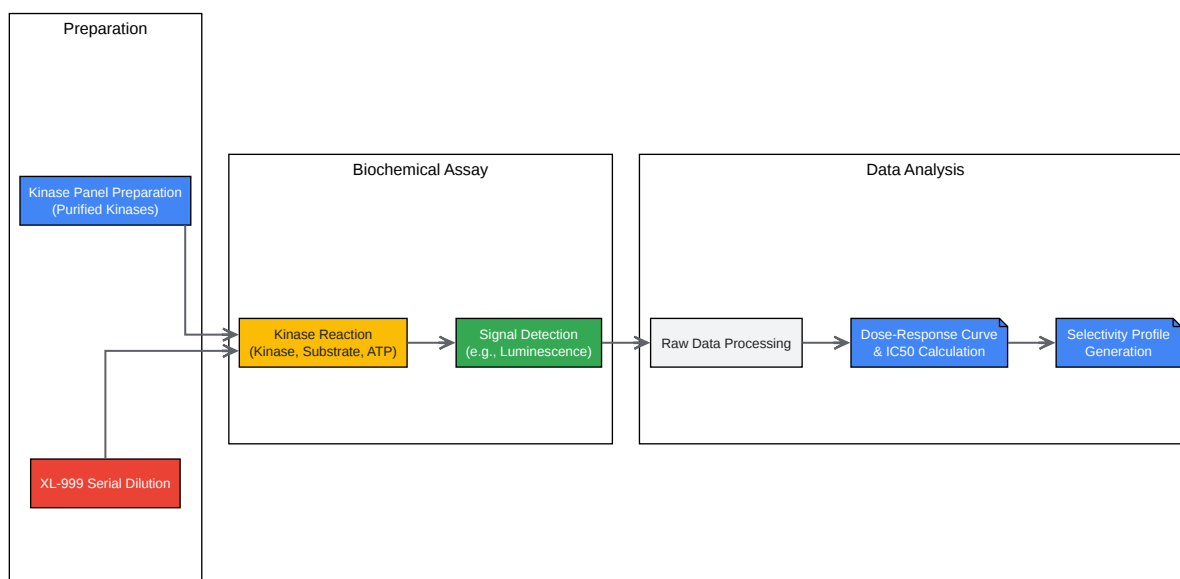 Preparation
Kinase Panel Preparation
(Purified Kinases)
XL-999 Serial Dilution
Biochemical Assay
Kinase Reaction
(Kinase, Substrate, ATP)
Signal Detection
(e.g., Luminescence)
Data Analysis
Raw Data Processing
Dose-Response Curve
& IC50 Calculation
Selectivity Profile
Generation